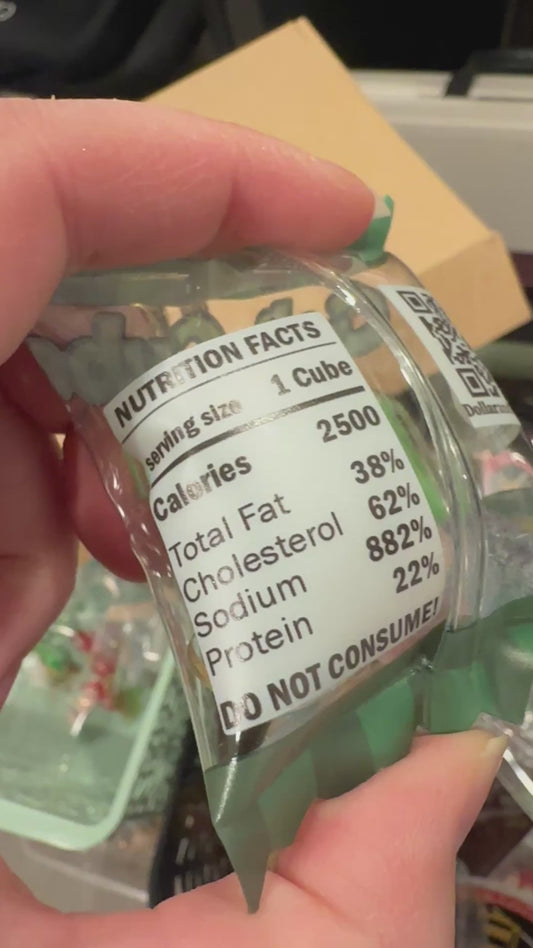 NUTRITION FACTS
serving size 1 Cube
Calories 2500
Total Fat 38%
Cholesterol 62%
Sodium 882%
Protein 22%
DO NOT CONSUME!